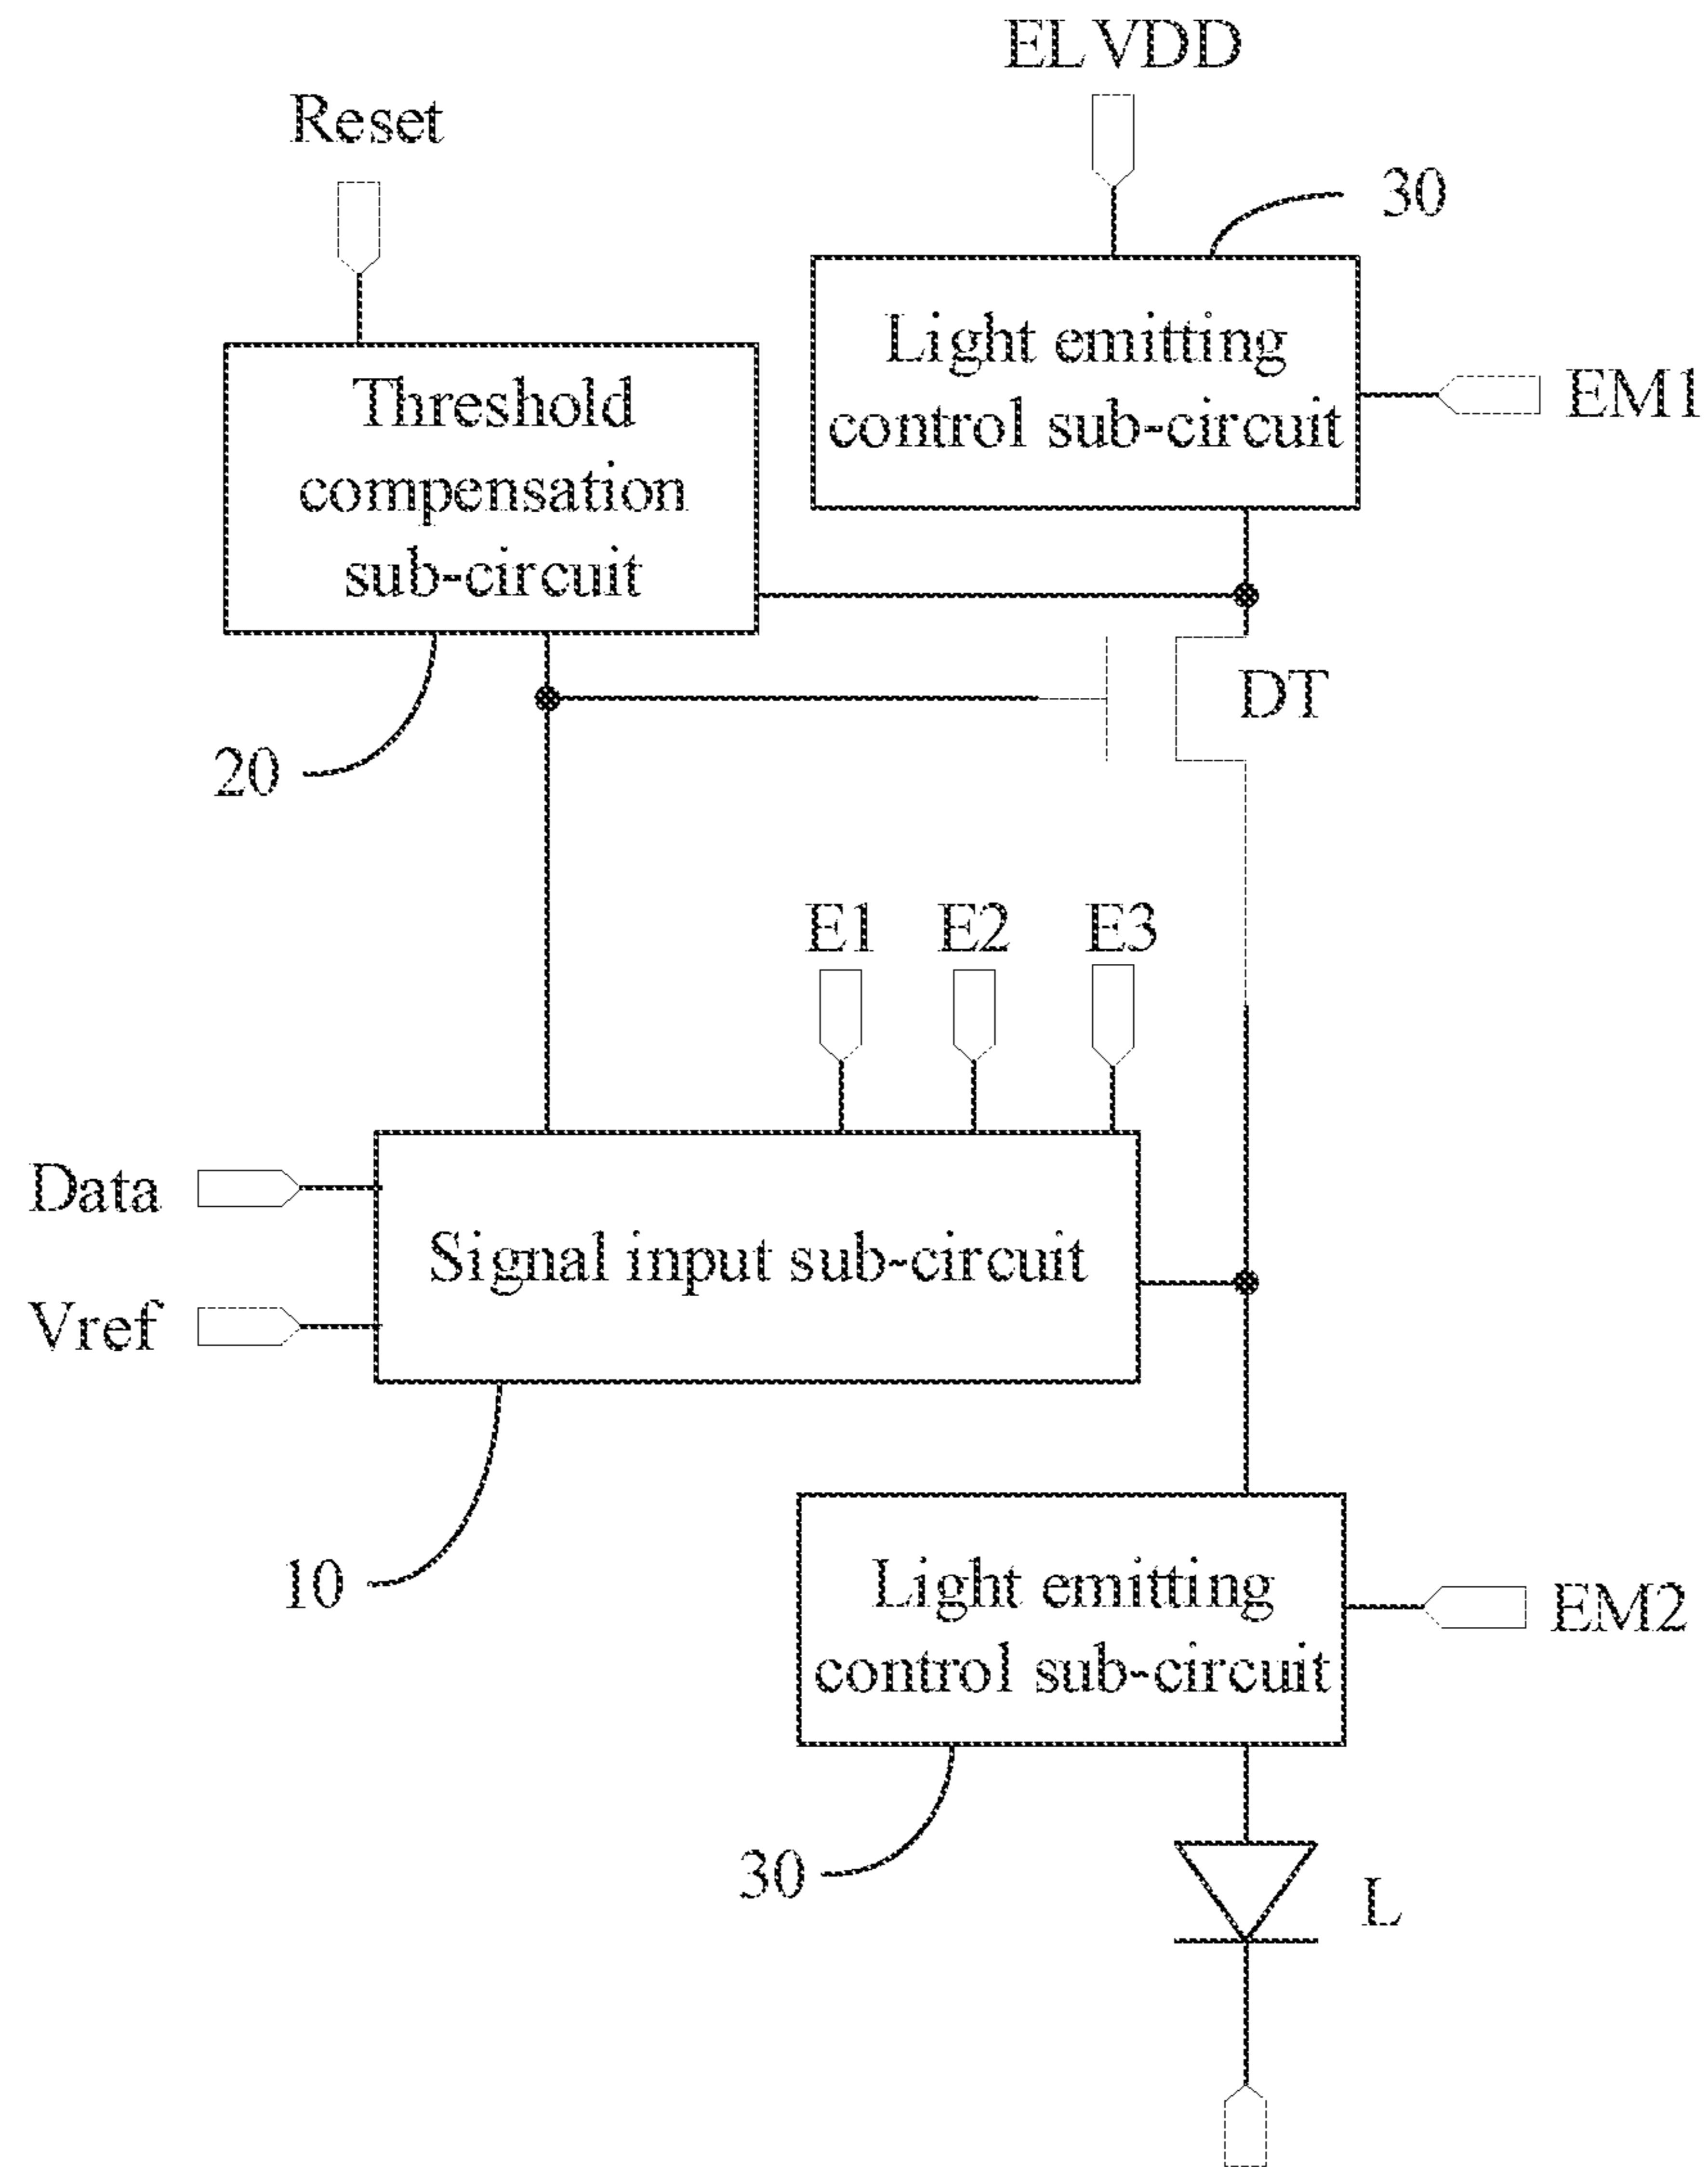 ELVDD
Reset
30
Light emitting
control sub-circuit
EM1
Threshold
compensation
sub-circuit
DT
20
E1 E2 E3
Data
Signal input sub-circuit
Vref
10
Light emitting
control sub-circuit
EM2
30
L